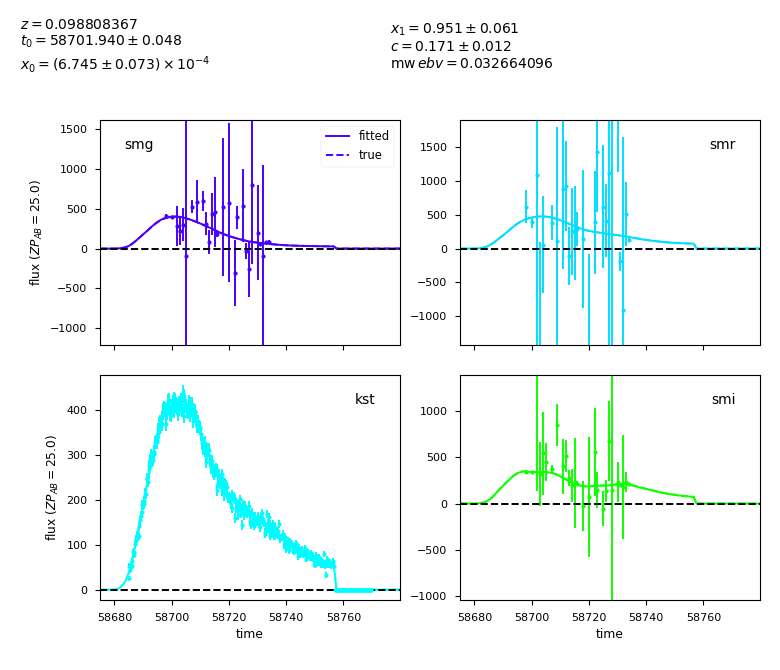 z = 0.098808367
t₀ = 58701.940 ± 0.048
x₀ = (6.745 ± 0.073) × 10⁻⁴
x₁ = 0.951 ± 0.061
c = 0.171 ± 0.012
mw ebv = 0.032664096
smg
fitted
true
1500
1000
500
0
−500
−1000
flux (ZP_AB = 25.0)
smr
1500
1000
500
0
−500
−1000
kst
400
300
200
100
0
flux (ZP_AB = 25.0)
58680 58700 58720 58740 58760
time
smi
1000
500
0
−500
−1000
58680 58700 58720 58740 58760
time